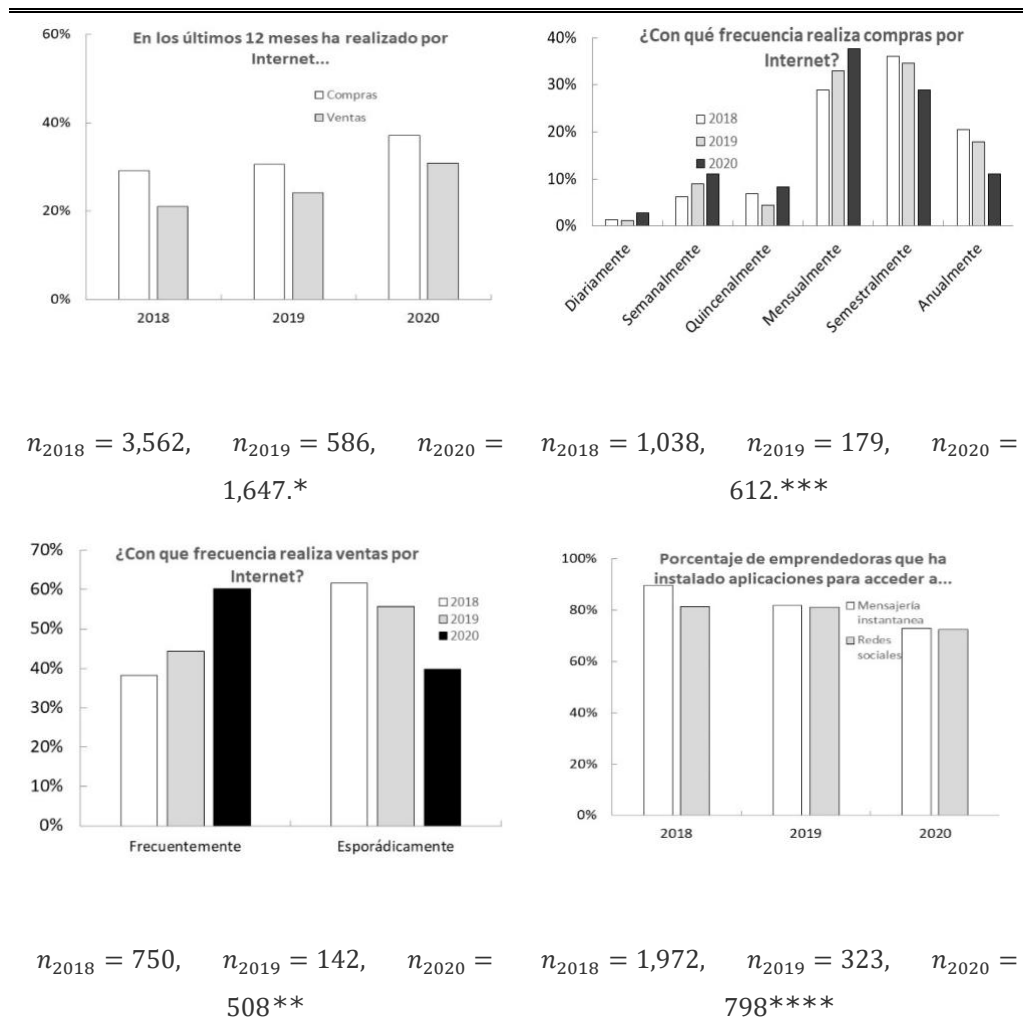 En los últimos 12 meses ha realizado por
Internet...
Compras
Ventas
60%
40%
20%
0%
2018
2019
2020
¿Con qué frecuencia realiza compras por
Internet?
2018
2019
2020
40%
30%
20%
10%
0%
Diariamente
Semanalmente
Quincenalmente
Mensualmente
Semestralmente
Anualmente
n2018 = 3,562, n2019 = 586, n2020 =
1,647.*
n2018 = 1,038, n2019 = 179, n2020 =
612.***
¿Con que frecuencia realiza ventas por
Internet?
2018
2019
2020
70%
60%
50%
40%
30%
20%
10%
0%
Frecuentemente
Esporádicamente
Porcentaje de emprendedoras que ha
instalado aplicaciones para acceder a...
Mensajería
instantanea
Redes
sociales
100%
80%
60%
40%
20%
0%
2018
2019
2020
n2018 = 750, n2019 = 142, n2020 =
508**
n2018 = 1,972, n2019 = 323, n2020 =
798****